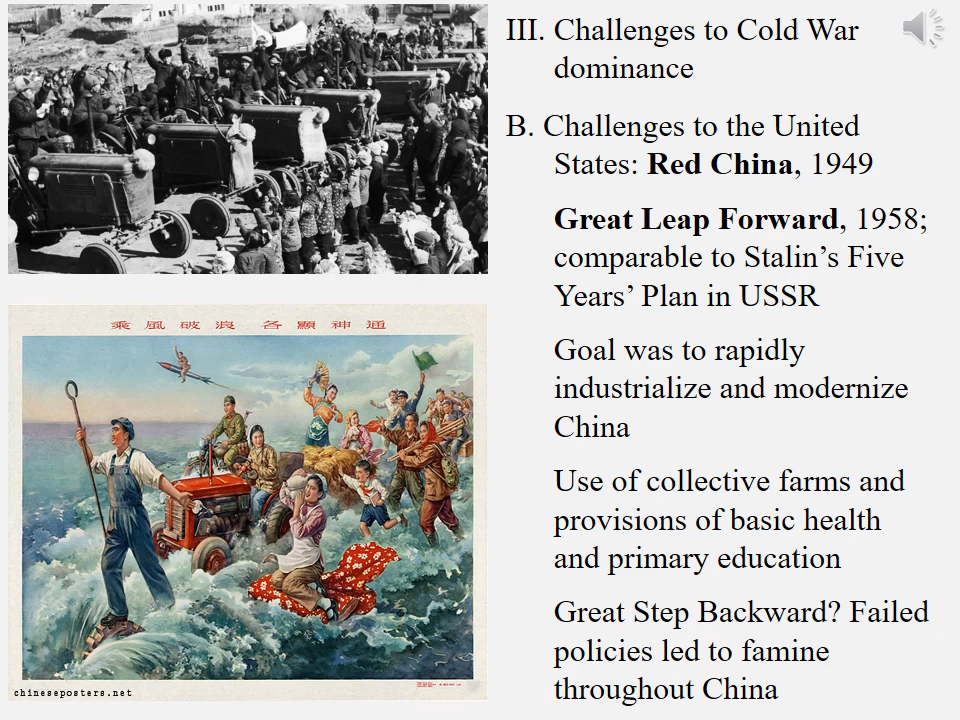 III. Challenges to Cold War
dominance
B. Challenges to the United
States: Red China, 1949
Great Leap Forward, 1958;
comparable to Stalin’s Five
Years’ Plan in USSR
Goal was to rapidly
industrialize and modernize
China
Use of collective farms and
provisions of basic health
and primary education
Great Step Backward? Failed
policies led to famine
throughout China
乘風破浪 各顯神通
chineseposters.net